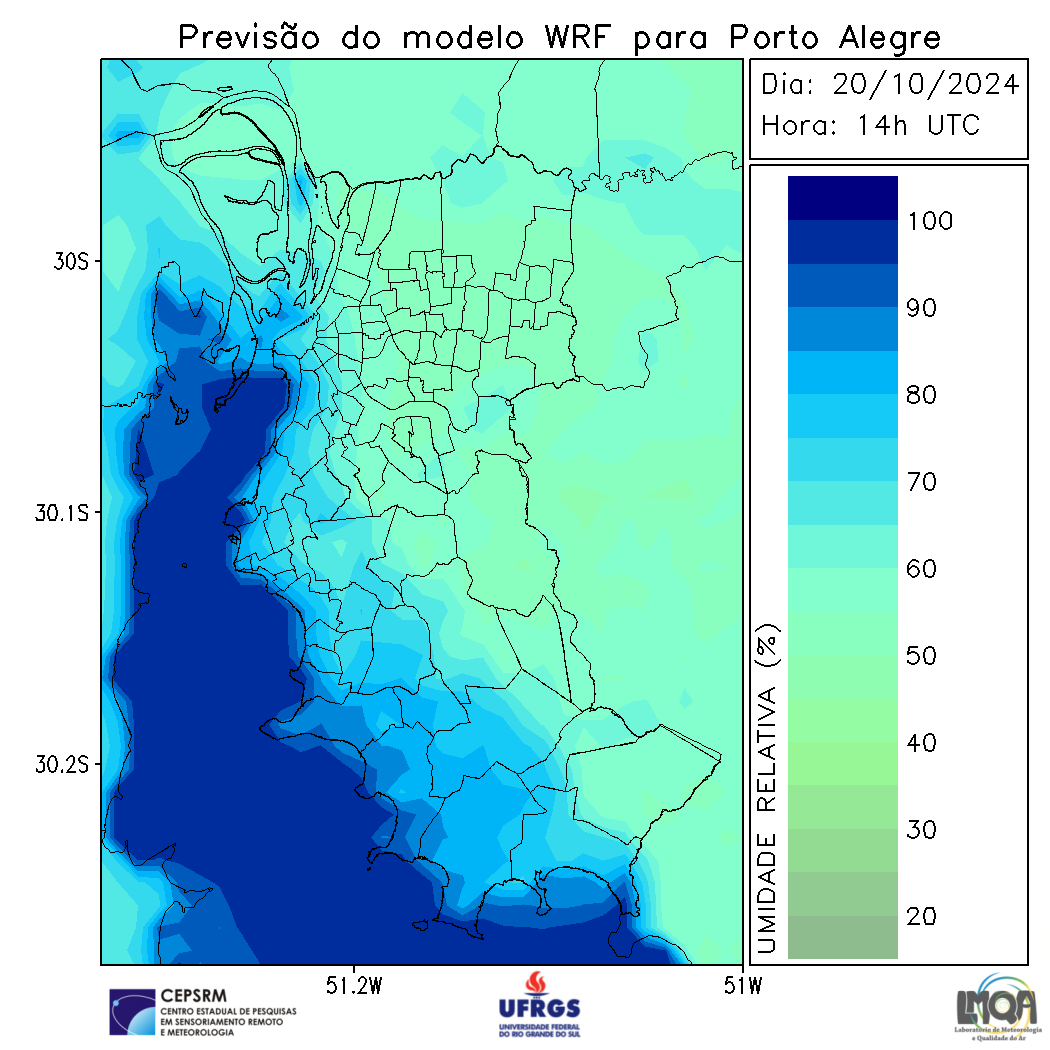 Previsão do modelo WRF para Porto Alegre
Dia: 20/10/2024
Hora: 14h UTC
30S
30.1S
30.2S
51.2W
51W
100
90
80
70
60
50
40
30
20
UMIDADE RELATIVA (%)
CEPSRM
CENTRO ESTADUAL DE PESQUISAS
EM SENSORIAMENTO REMOTO
E METEOROLOGIA
UFRGS
UNIVERSIDADE FEDERAL
DO RIO GRANDE DO SUL
LMQA
Laboratório de Meteorologia
e Qualidade do Ar